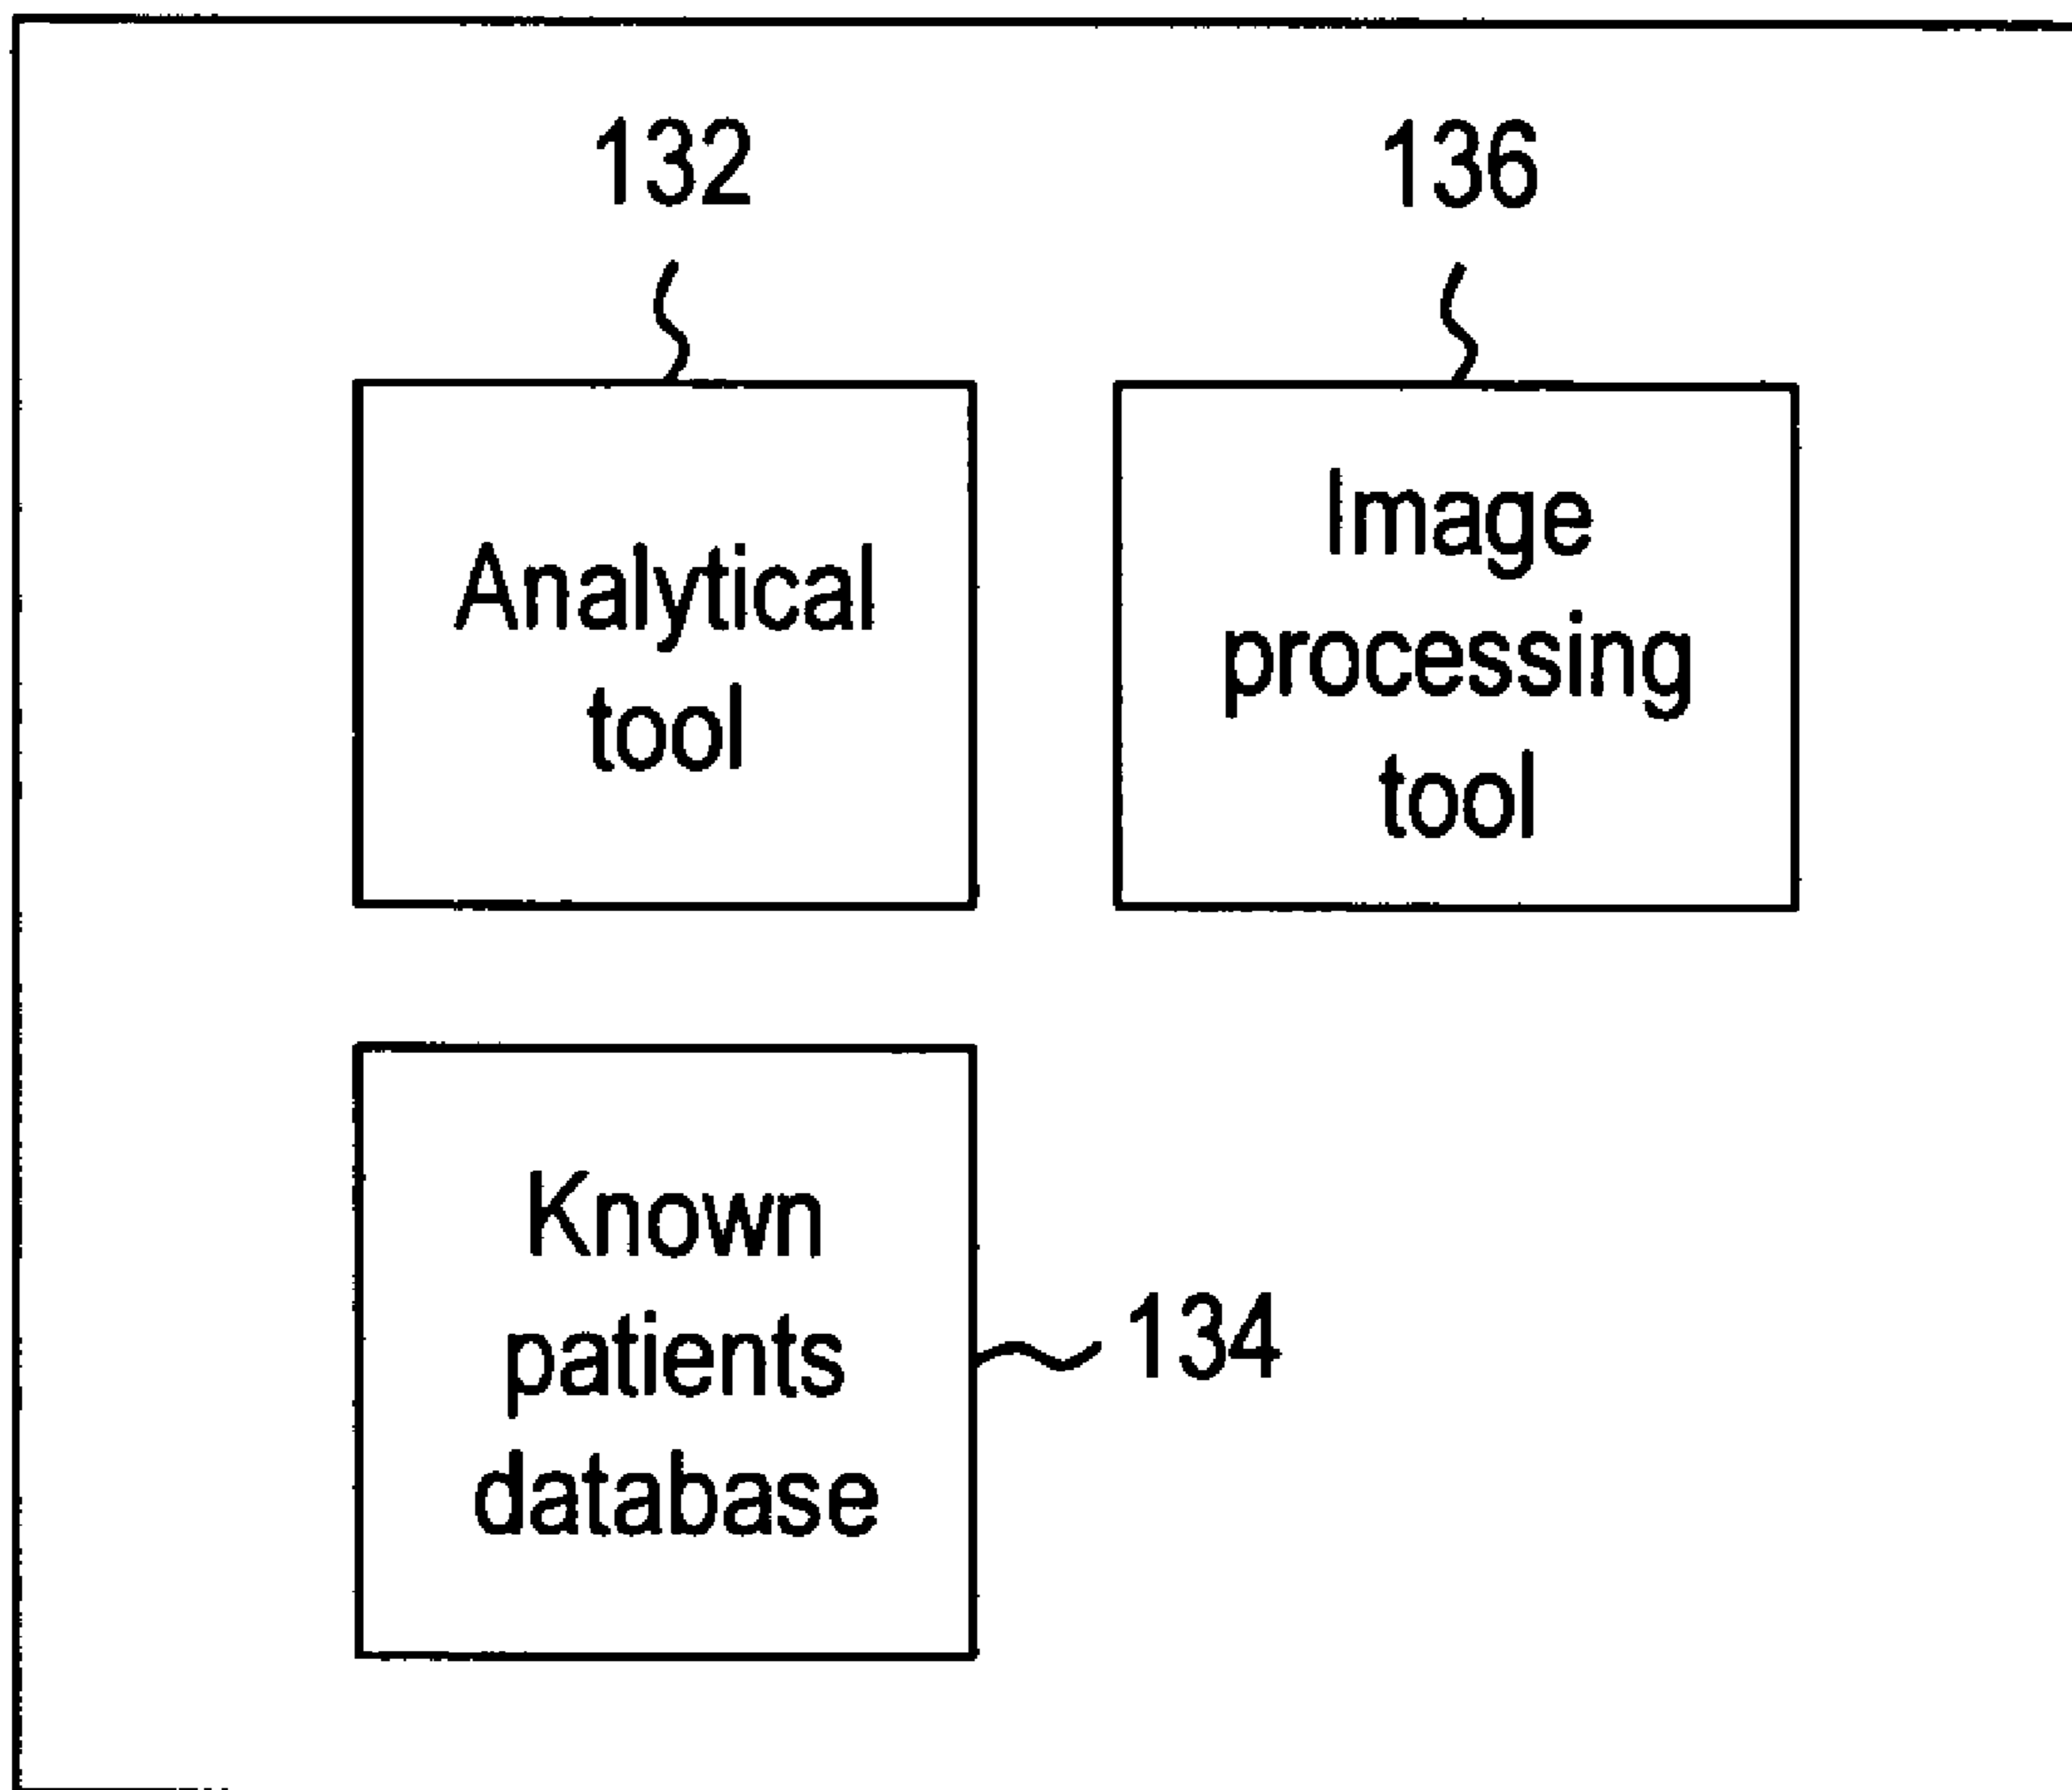 132
136
Analytical
tool
Image
processing
tool
Known
patients
database
134